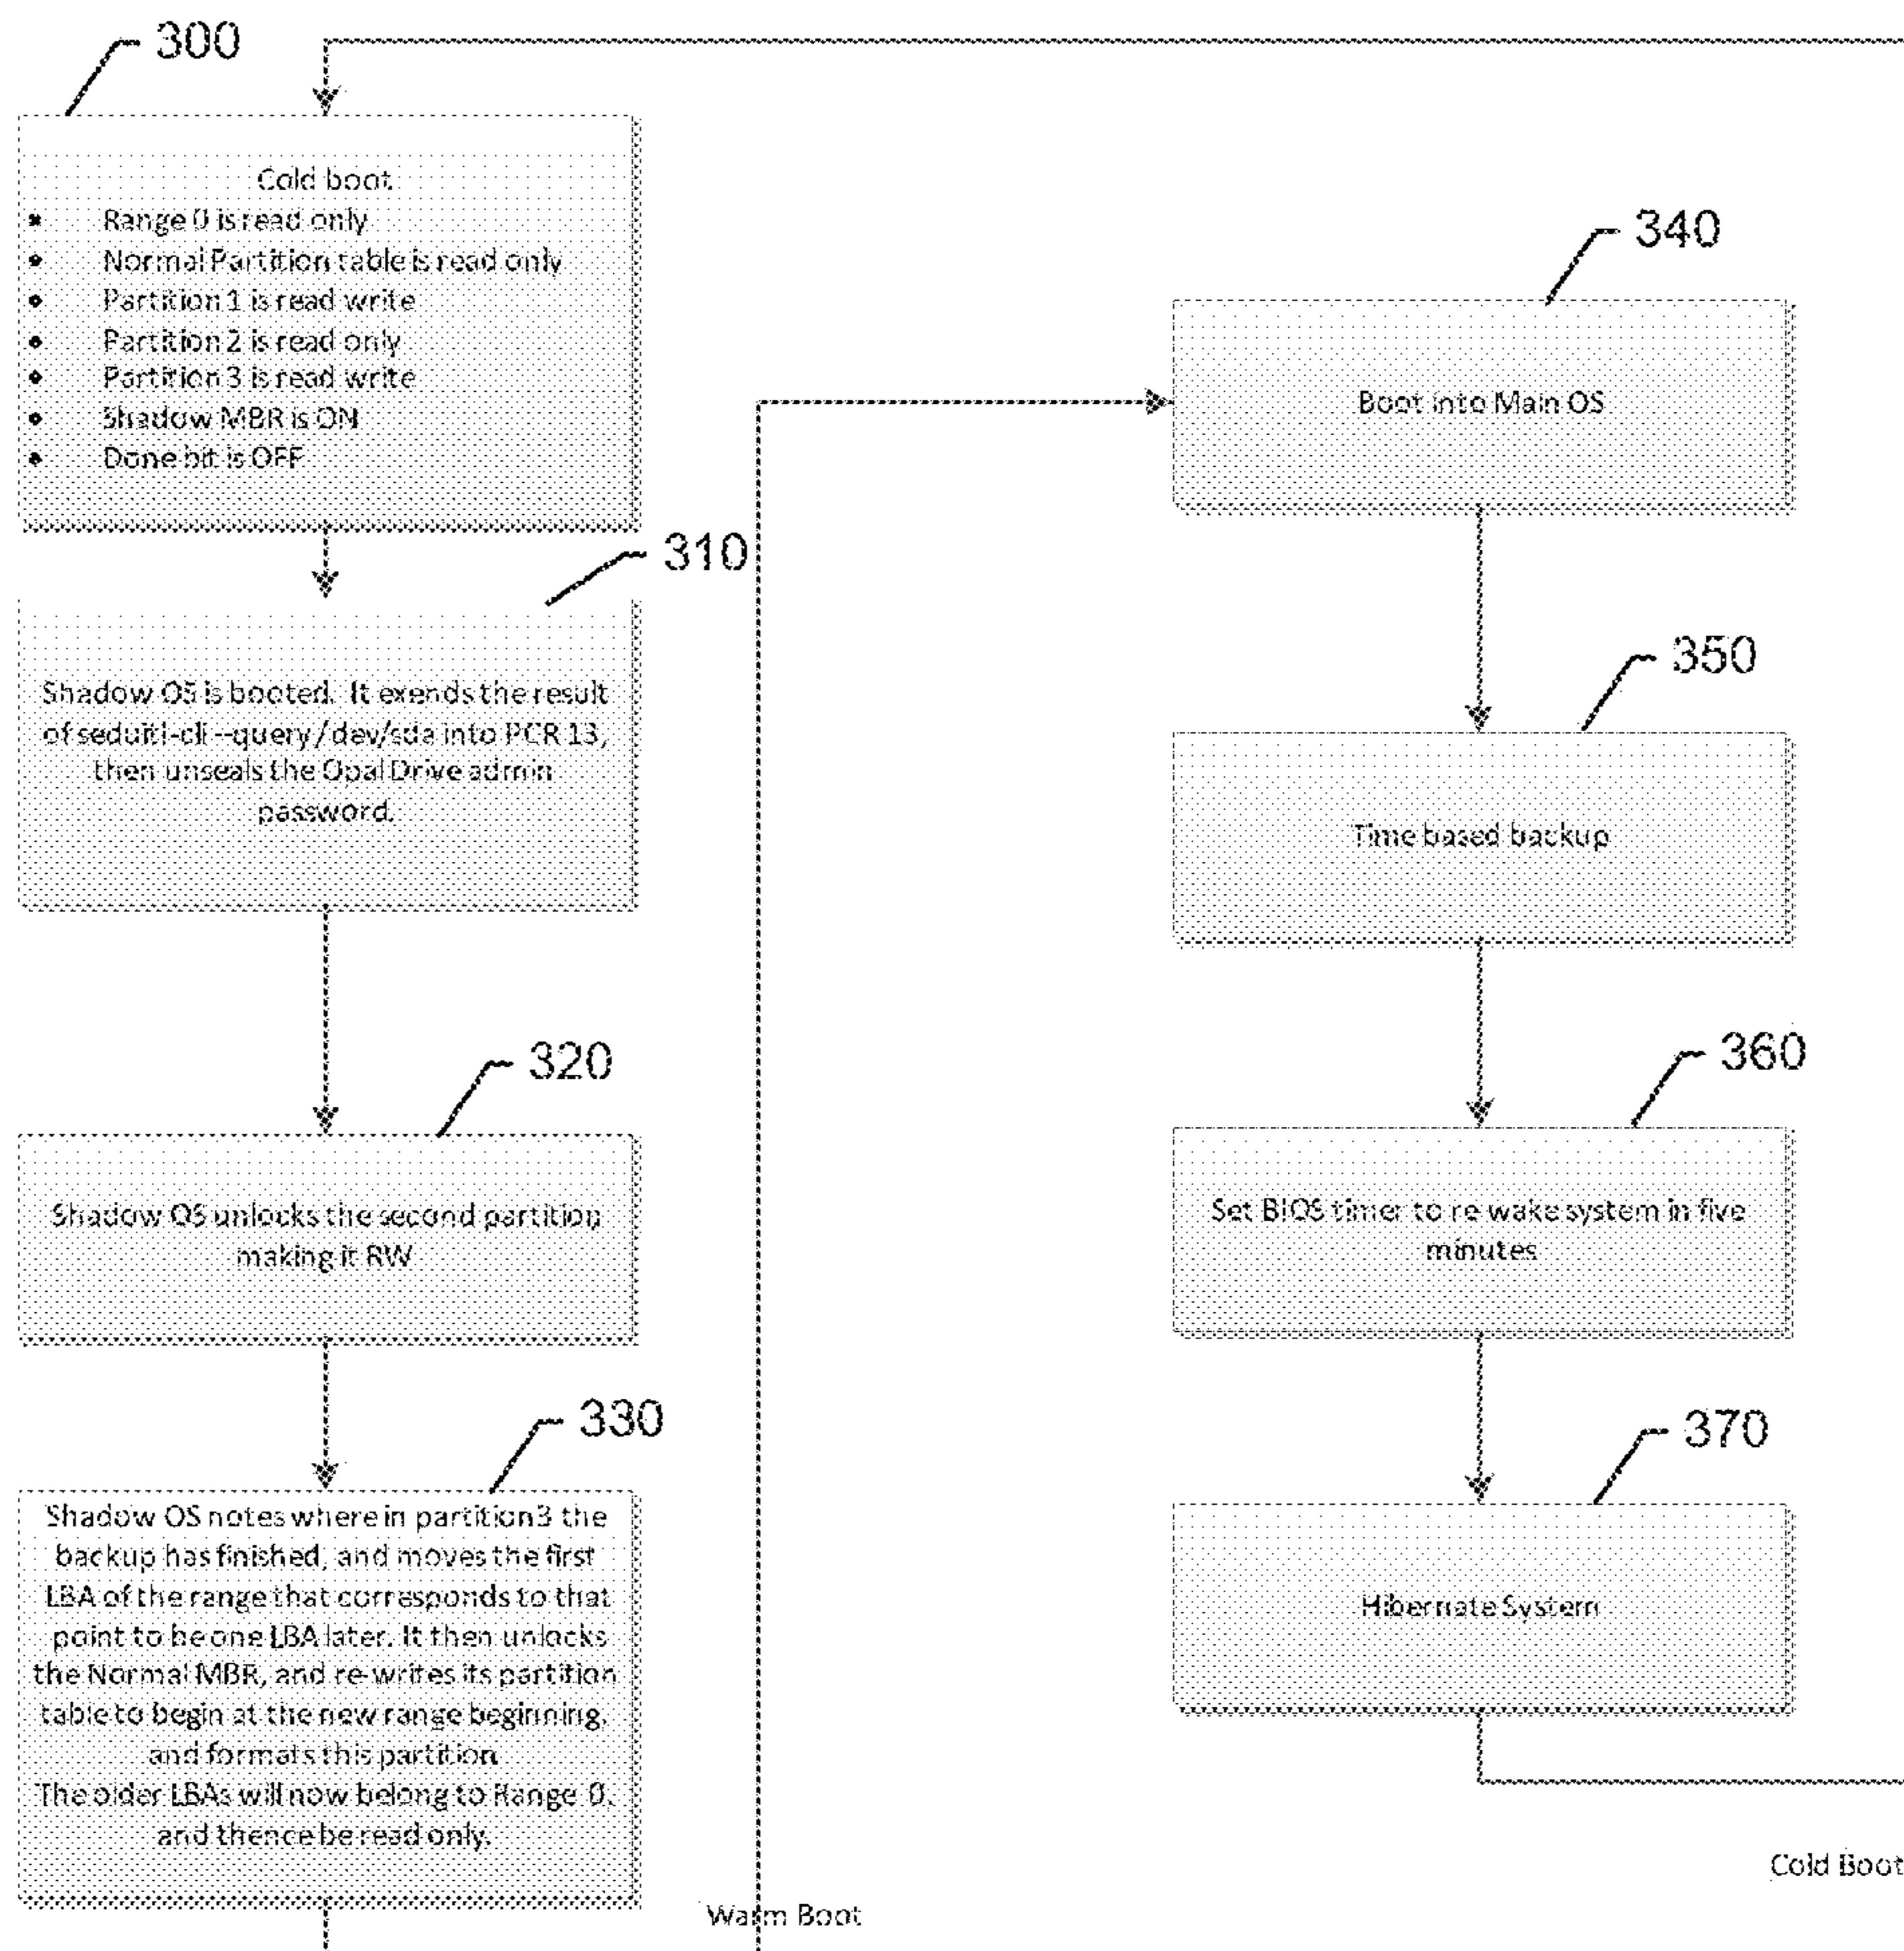 300
Cold boot
Range 0 is read only
Normal Partition table is read only
Partition 1 is read write
Partition 2 is read only
Partition 3 is read write
Shadow MBR is ON
Done bit is OFF
310
Shadow OS is booted. It exends the result
of seduitl-cli --query /dev/sda into PCR 13,
then unseals the Opal Drive admin
password.
320
Shadow OS unlocks the second partition
making it RW
330
Shadow OS notes where in partition 3 the
backup has finished, and moves the first
LBA of the range that corresponds to that
point to be one LBA later. It then unlocks
the Normal MBR, and re-writes its partition
table to begin at the new range beginning,
and formats this partition.
The older LBAs will now belong to Range 0,
and thence be read only.
Warm Boot
340
Boot into Main OS
350
Time based backup
360
Set BIOS timer to re wake system in five
minutes
370
Hibernate System
Cold Boot